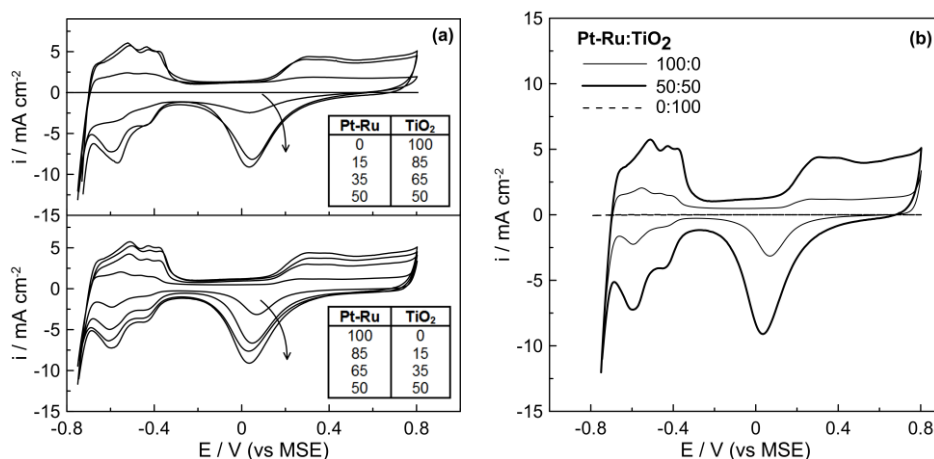 (a)
10
5
0
-5
-10
-15
i / mA cm-2
Pt-Ru TiO2
0 100
15 85
35 65
50 50
10
5
0
-5
-10
-15
i / mA cm-2
Pt-Ru TiO2
100 0
85 15
65 35
50 50
-0.8 -0.4 0.0 0.4 0.8
E / V (vs MSE)
(b)
Pt-Ru:TiO2
100:0
50:50
0:100
15
10
5
0
-5
-10
-15
i / mA cm-2
-0.8 -0.4 0.0 0.4 0.8
E / V (vs MSE)